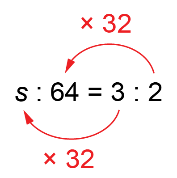 × 32
s : 64 = 3 : 2
× 32